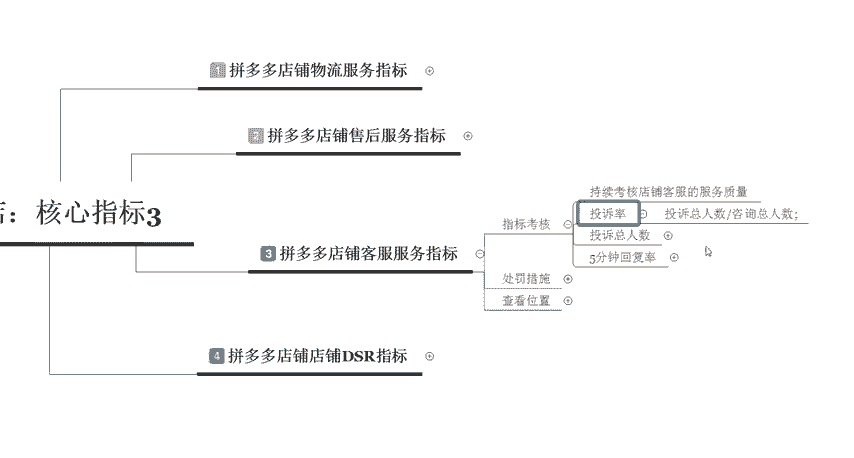 1 拼多多店铺物流服务指标
2 拼多多店铺售后服务指标
持续考核店铺客服的服务质量
：核心指标3
投诉率
投诉总人数/咨询总人数；
指标考核
投诉总人数
3 拼多多店铺客服服务指标
5分钟回复率
处罚措施
查看位置
4 拼多多店铺店铺DSR指标